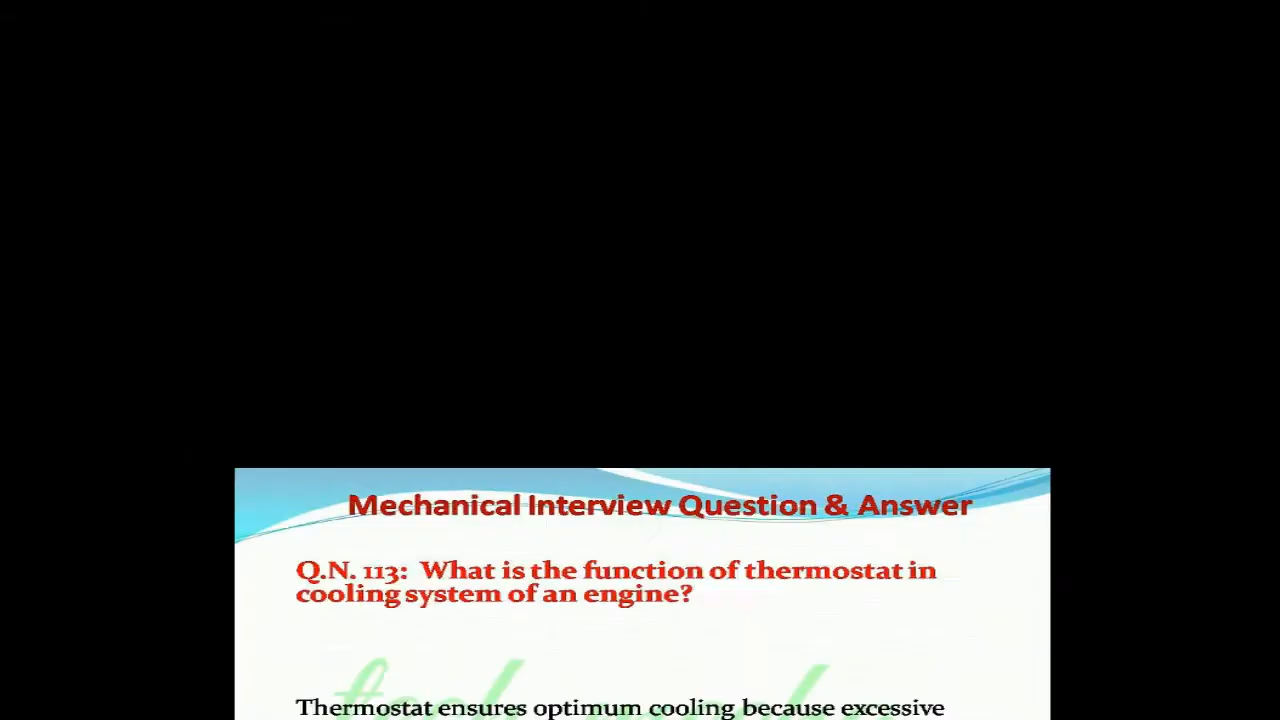 Mechanical Interview Question & Answer
Q.N. 113: What is the function of thermostat in
cooling system of an engine?
Thermostat ensures optimum cooling because excessive